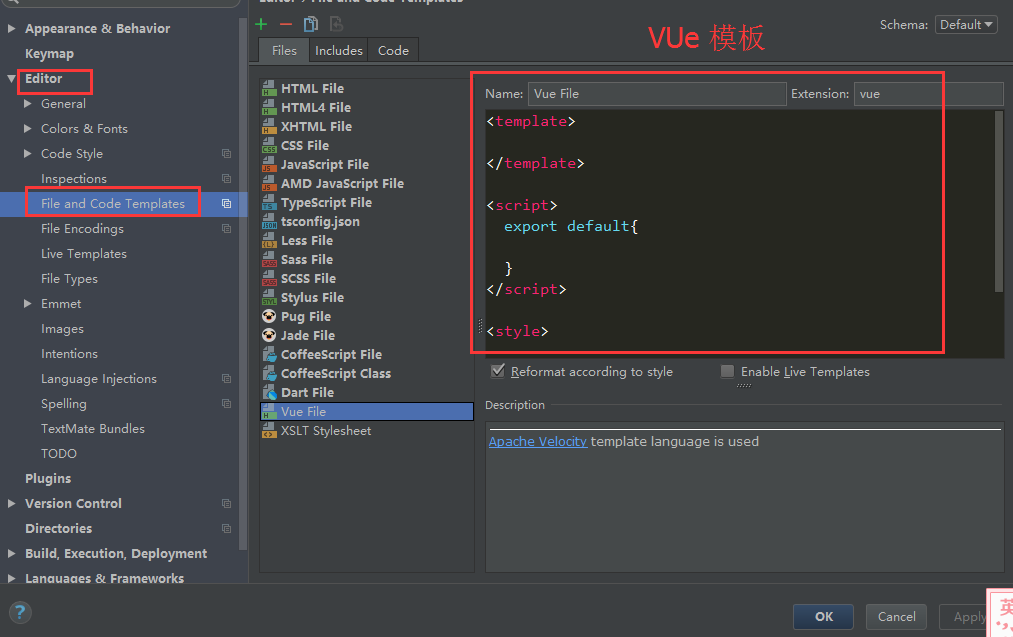 Editor › File and Code Templates
Appearance & Behavior
Keymap
Editor
General
Colors & Fonts
Code Style
Inspections
File and Code Templates
File Encodings
Live Templates
File Types
Emmet
Images
Intentions
Language Injections
Spelling
TextMate Bundles
TODO
Plugins
Version Control
Directories
Build, Execution, Deployment
Languages & Frameworks
Schema: Default
VUe 模板
Files Includes Code
HTML File
HTML4 File
XHTML File
CSS File
JavaScript File
AMD JavaScript File
TypeScript File
tsconfig.json
Less File
Sass File
SCSS File
Stylus File
Pug File
Jade File
CoffeeScript File
CoffeeScript Class
Dart File
Vue File
XSLT Stylesheet
Name: Vue File Extension: vue
<template>
</template>
<script>
export default{
}
</script>
<style>
Reformat according to style Enable Live Templates
Description
Apache Velocity template language is used
? OK Cancel Apply
英